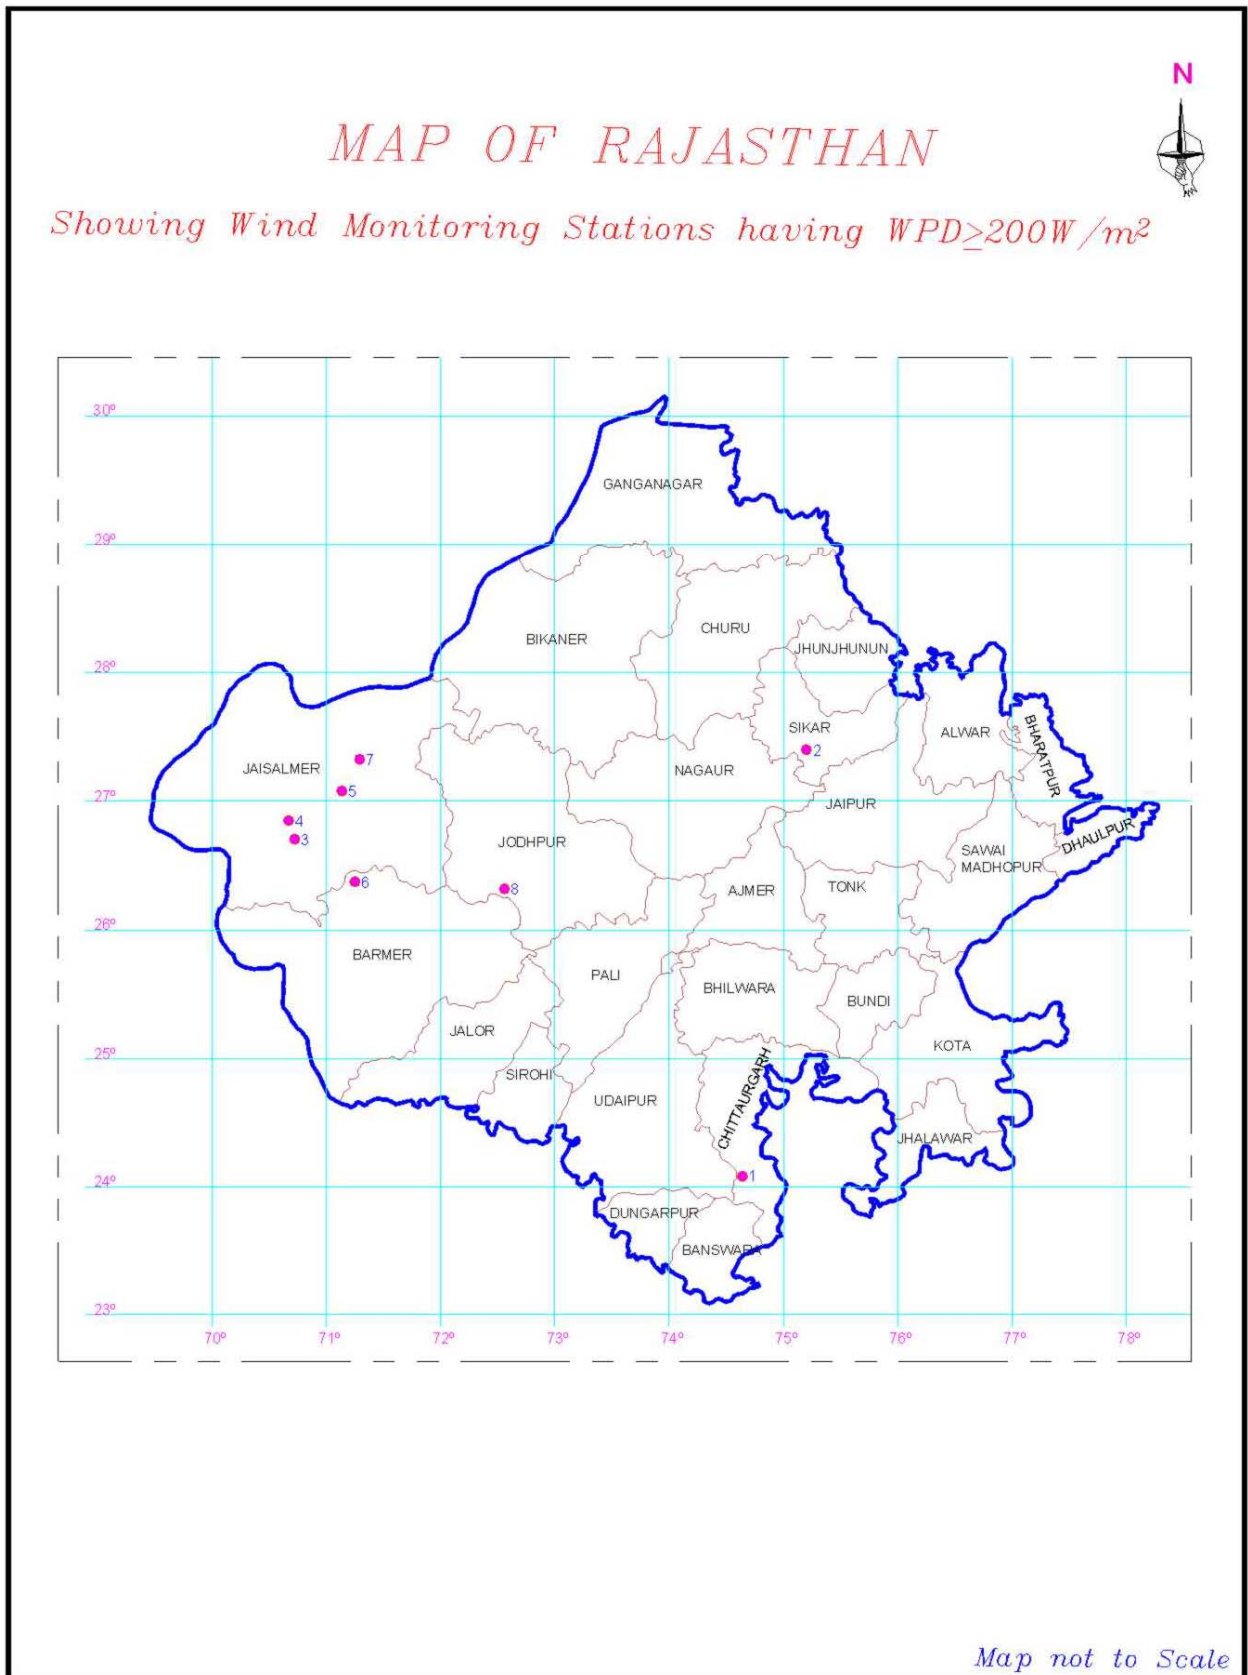 N
MAP OF RAJASTHAN
Showing Wind Monitoring Stations having WPD≥200W/m²
30°
GANGANAGAR
29°
CHURU
BIKANER
JHUNJHUNUN
28°
SIKAR
ALWAR
BHARATPUR
2
7
JAISALMER
NAGAUR
5
27°
JAIPUR
4
3
JODHPUR
DHAULPUR
SAWAI
MADHOPUR
6
8
AJMER
TONK
26°
BARMER
PALI
BHILWARA
BUNDI
JALOR
KOTA
25°
SIROHI
UDAIPUR
CHITTAURGARH
JHALAWAR
1
24°
DUNGARPUR
BANSWARA
23°
70° 71° 72° 73° 74° 75° 76° 77° 78°
Map not to Scale